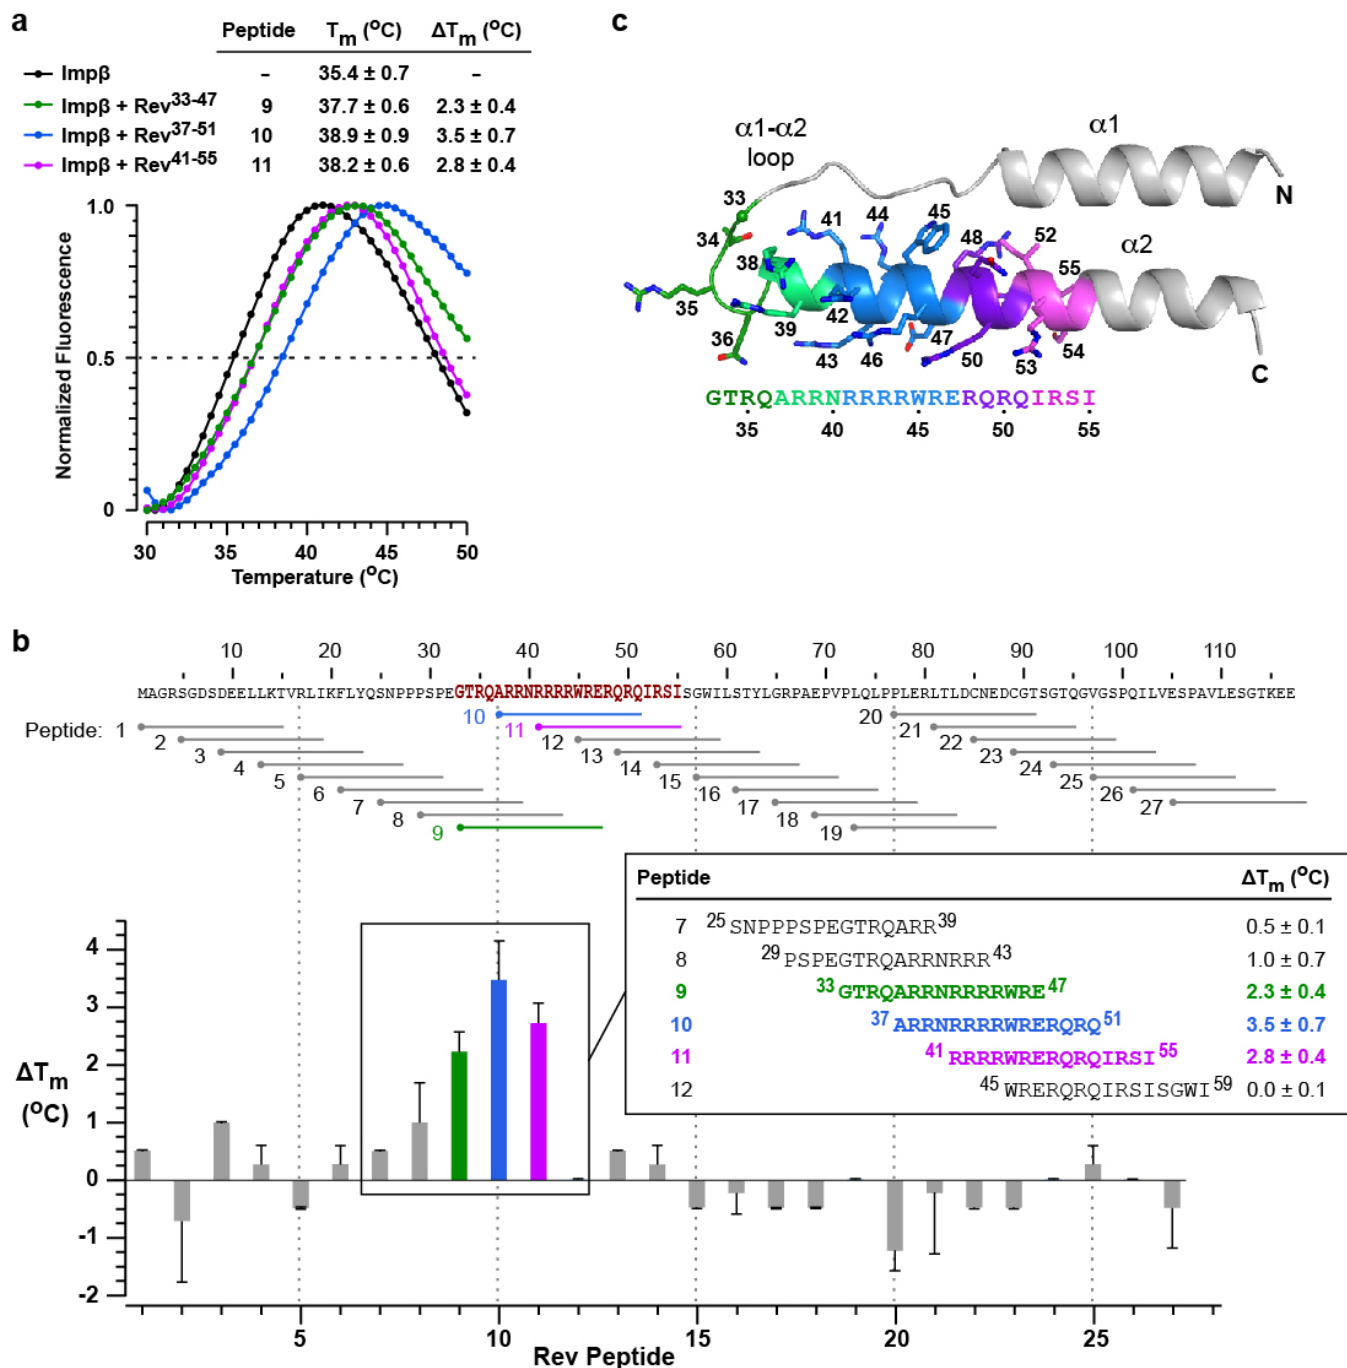 a
Peptide Tm (°C) ΔTm (°C)
Impβ – 35.4 ± 0.7 –
Impβ + Rev33-47 9 37.7 ± 0.6 2.3 ± 0.4
Impβ + Rev37-51 10 38.9 ± 0.9 3.5 ± 0.7
Impβ + Rev41-55 11 38.2 ± 0.6 2.8 ± 0.4
1.0
0.5
0
Normalized Fluorescence
30 35 40 45 50
Temperature (°C)
c
α1-α2
loop
α1
N
α2
C
33
34
35
36
38
39
41
42
43
44
45
46
47
48
50
52
53
54
55
GTRQARRNRRRRWRERQRQIRSI
35 40 45 50 55
b
10 20 30 40 50 60 70 80 90 100 110
MAGRSGDSDEELLKTVRLIKFLYQSNPPPSPEGTRQARRNRRRRWRERQRQIRSISGWILSTYLGRPAEPVPLQLPPLERLTLDCNEDCGTSGTQGVGSPQILVESPAVLESGTKEE
Peptide: 1
2
3
4
5
6
7
8
9
10
11
12
13
14
15
16
17
18
19
20
21
22
23
24
25
26
27
Peptide ΔTm (°C)
7 25SNPPPSPEGTRQARR39 0.5 ± 0.1
8 29PSPEGTRQARRNRRR43 1.0 ± 0.7
9 33GTRQARRNRRRRWRE47 2.3 ± 0.4
10 37ARRNRRRRWRERQRQ51 3.5 ± 0.7
11 41RRRRWRERQRQIRSI55 2.8 ± 0.4
12 45WRERQRQIRSISGWI59 0.0 ± 0.1
4
3
2
1
0
-1
-2
ΔTm
(°C)
5 10 15 20 25
Rev Peptide